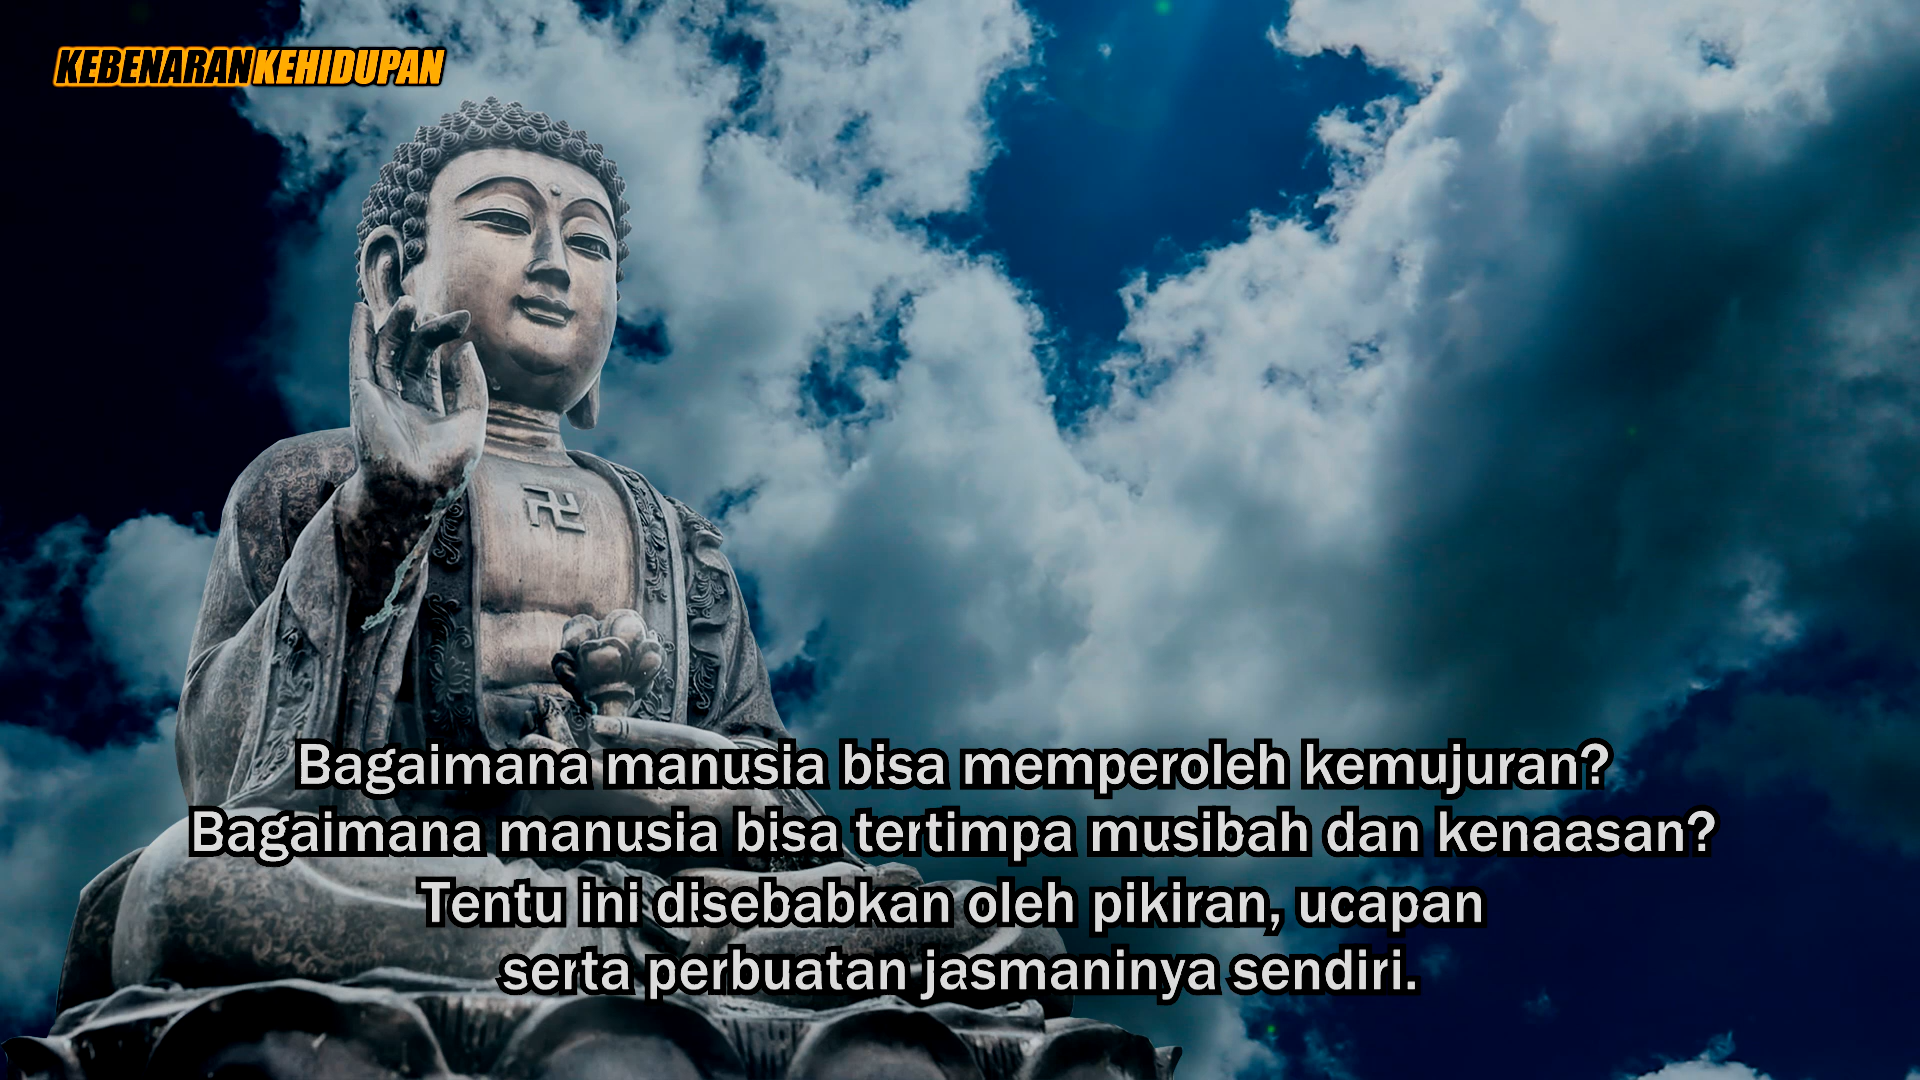 KEBENARANKEHIDUPAN
Bagaimana manusia bisa memperoleh kemujuran?
Bagaimana manusia bisa tertimpa musibah dan kenaasan?
Tentu ini disebabkan oleh pikiran, ucapan
serta perbuatan jasmaninya sendiri.